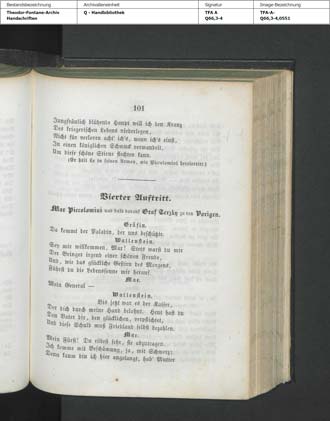 Bestandsbezeichnung
Archivalieneinheit
Signatur
Image-Bezeichnung
Theodor-Fontane-Archiv
Handschriften
Q - Handbibliothek
TFA A
Q66,3-4
TFA-A-
Q66,3-4,0551
101
Jungfräulich blühende Haupt will ich den Kranz
Des kriegerischen Lebens niederlegen,
Nicht für verloren acht' ich's, wenn ich's einst,
In einen königlichen Schmuck verwandelt,
Um diese schöne Stirne flechten kann.
(Er hält sie in seinen Armen, wie Piccolomini hereintritt.)
Vierter Auftritt.
Max Piccolomini und bald darauf Graf Terzky zu den Vorigen.
Gräfin.
Da kommt der Paladin, der uns beschützte.
Wallenstein.
Sey mir willkommen, Max! Stets warst du mir
Der Bringer irgend einer schönen Freude,
Und, wie das glückliche Gestirn des Morgens,
Führst du die Lebenssonne mir herauf.
Max.
Mein General —
Wallenstein.
Bis jetzt war es der Kaiser,
Der dich durch meine Hand belohnt. Heut hast du
Den Vater dir, den glücklichen, verpflichtet,
Und diese Schuld muß Friedland selbst bezahlen.
Max.
Mein Fürst! Du eiltest sehr, sie abzutragen.
Ich komme mit Beschämung, ja, mit Schmerz:
Denn kaum bin ich hier angelangt, hab' Mutter